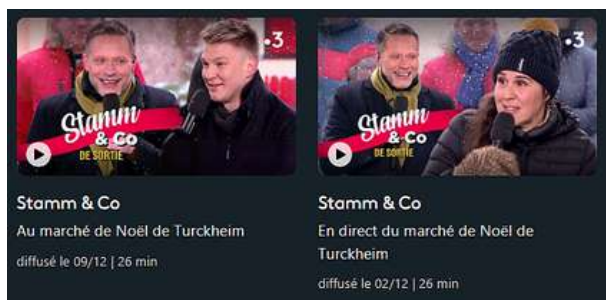 •3
Stamm
& Co
DE SORTIE
Stamm & Co
Au marché de Noël de Turckheim
diffusé le 09/12 | 26 min
•3
Stamm
& Co
DE SORTIE
Stamm & Co
En direct du marché de Noël de
Turckheim
diffusé le 02/12 | 26 min